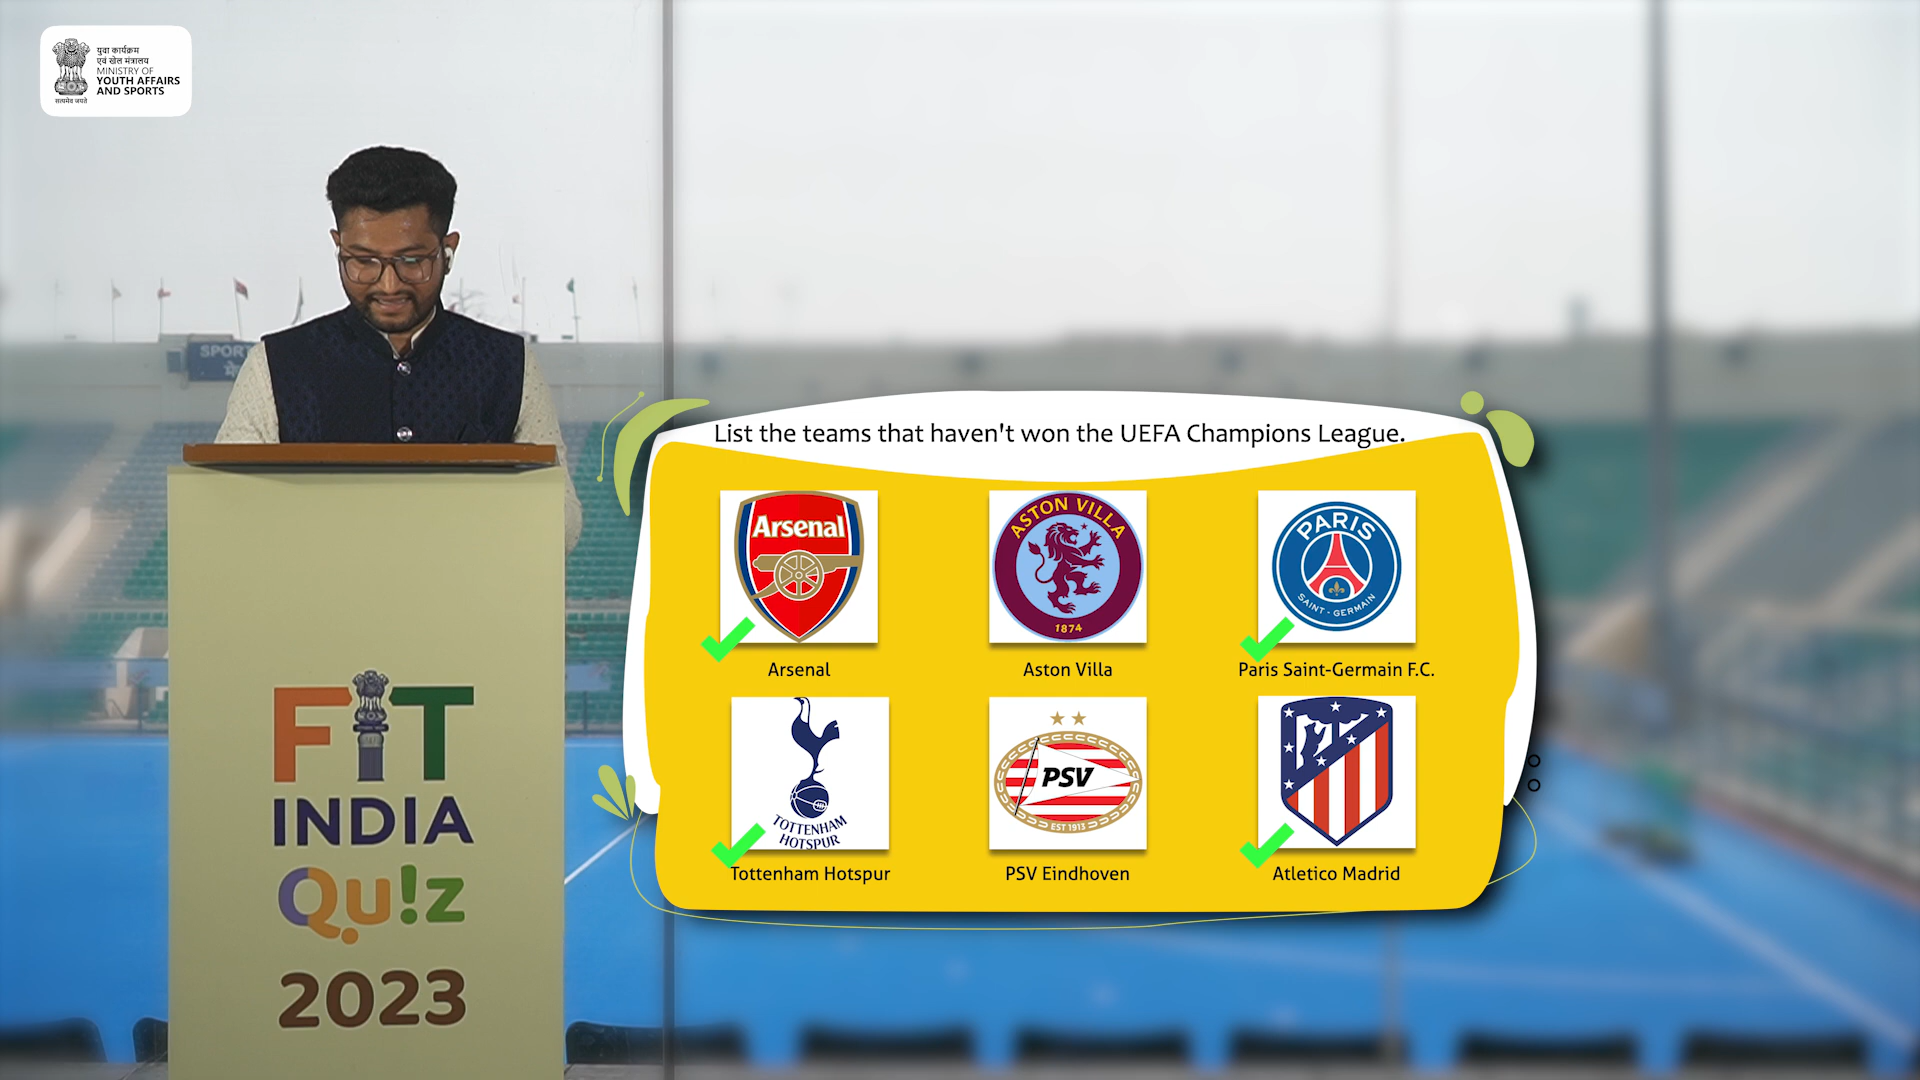 युवा कार्यक्रम
एवं खेल मंत्रालय
MINISTRY OF
YOUTH AFFAIRS
AND SPORTS
सत्यमेव जयते
SPORT
List the teams that haven't won the UEFA Champions League.
Arsenal
ASTON VILLA
1874
PARIS
SAINT-GERMAIN
Arsenal
Aston Villa
Paris Saint-Germain F.C.
TOTTENHAM
HOTSPUR
PSV
EST 1913
Tottenham Hotspur
PSV Eindhoven
Atletico Madrid
FIT
INDIA
Qu!z
2023